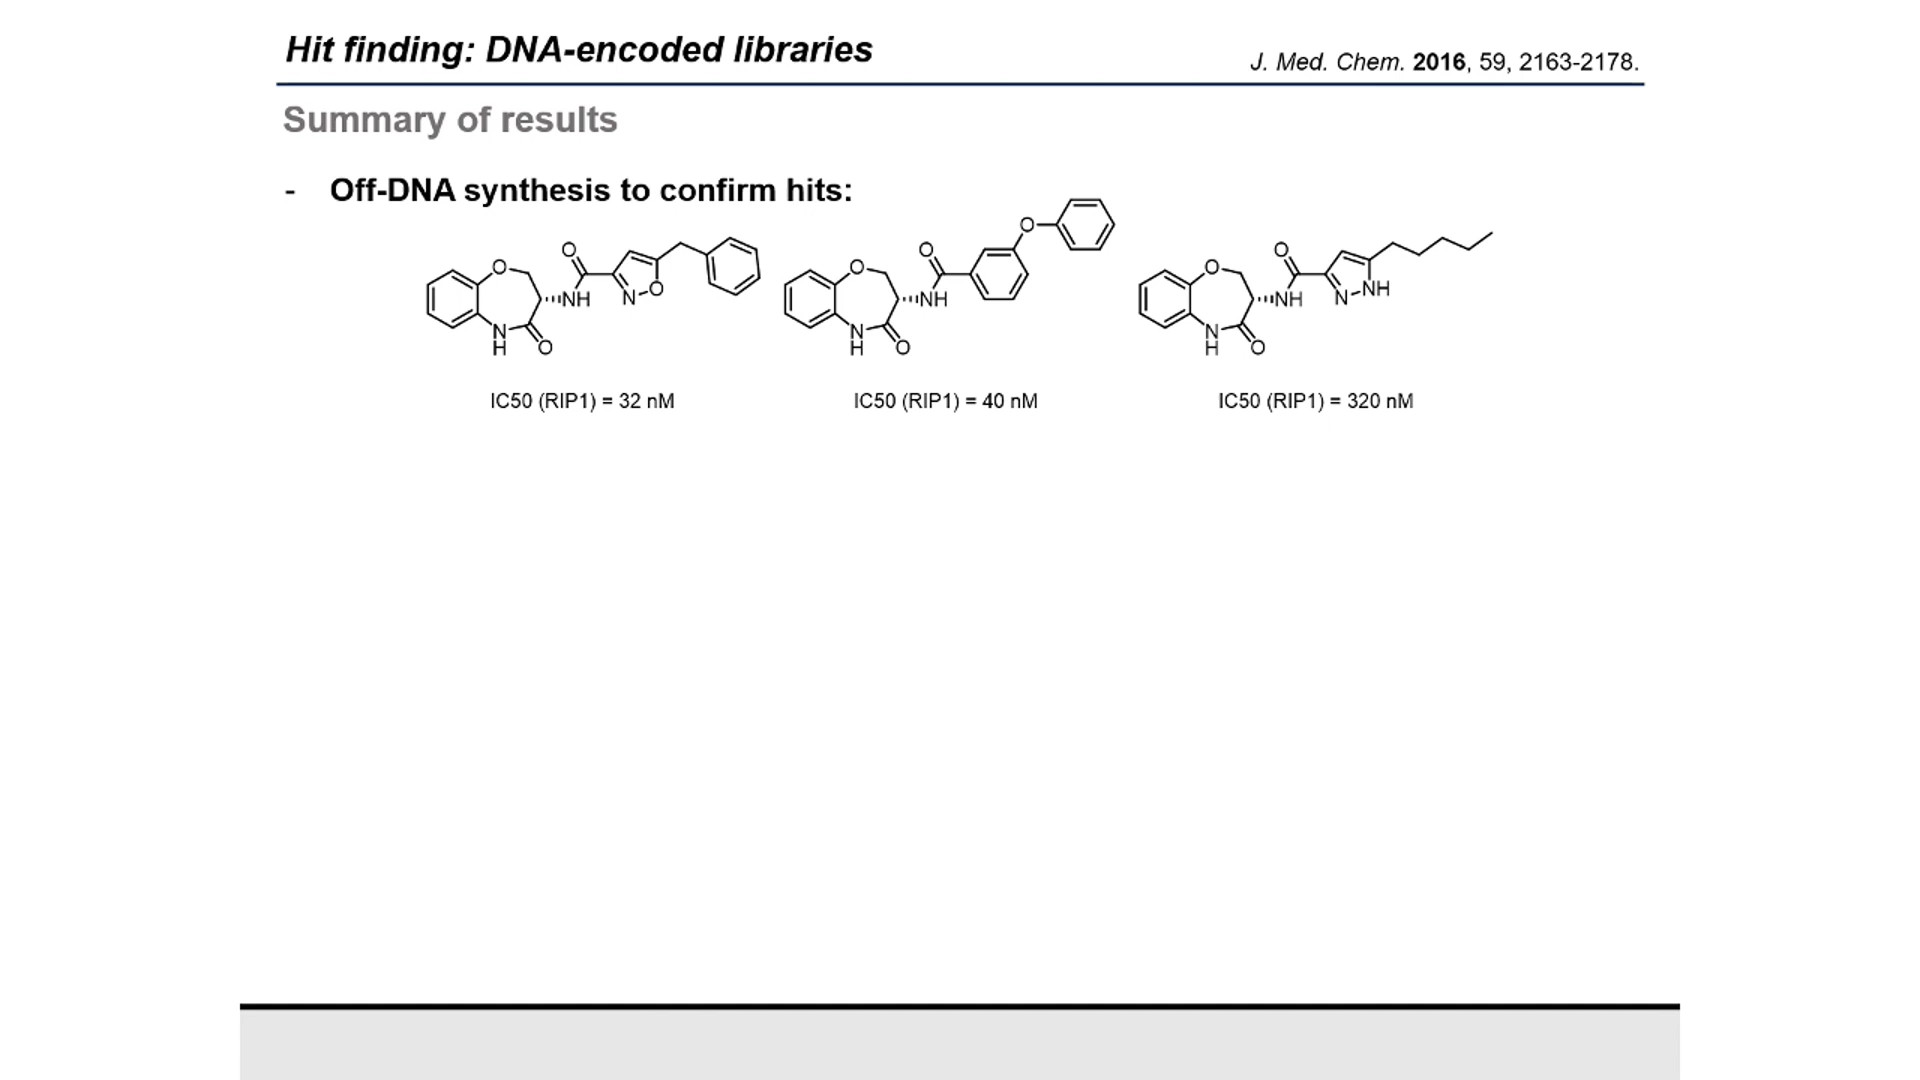 Hit finding: DNA-encoded libraries
J. Med. Chem. 2016, 59, 2163-2178.
Summary of results
- Off-DNA synthesis to confirm hits:
O
O
O
O
O
O
O
NH
N
O
NH
NH
N
NH
N
H
O
N
H
O
N
H
O
IC50 (RIP1) = 32 nM
IC50 (RIP1) = 40 nM
IC50 (RIP1) = 320 nM